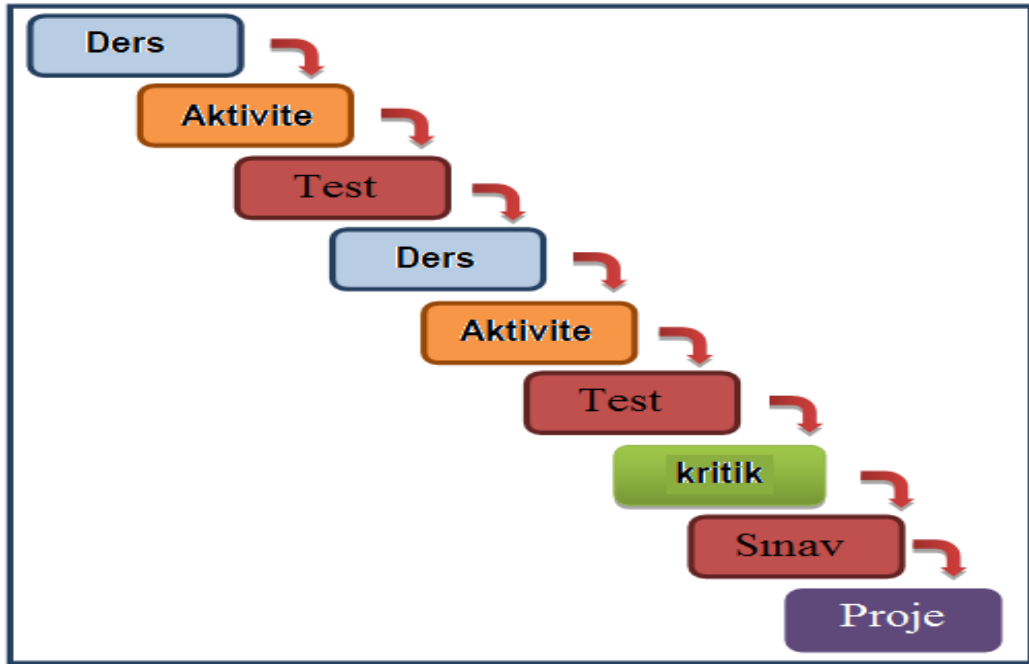 Ders
Aktivite
Test
Ders
Aktivite
Test
kritik
Sınav
Proje